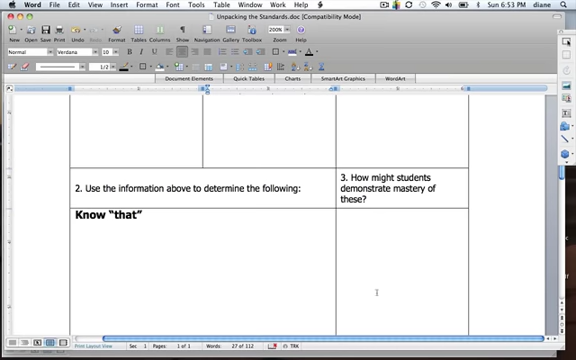 Word File Edit View Insert Format Font Tools Table Window Work Help Sun 6:53 PM diane
Unpacking the Standards.doc [Compatibility Mode]
200%
New Open Save Print Undo Redo Format Tables Columns Show Navigation Gallery Toolbox Zoom Help
Normal Verdana 10 B I U
1/2
Document Elements Quick Tables Charts SmartArt Graphics WordArt
2. Use the information above to determine the following:
3. How might students
demonstrate mastery of
these?
Know “that”
Print Layout View Sec 1 Pages 1 of 1 Words 27 of 112 TRK